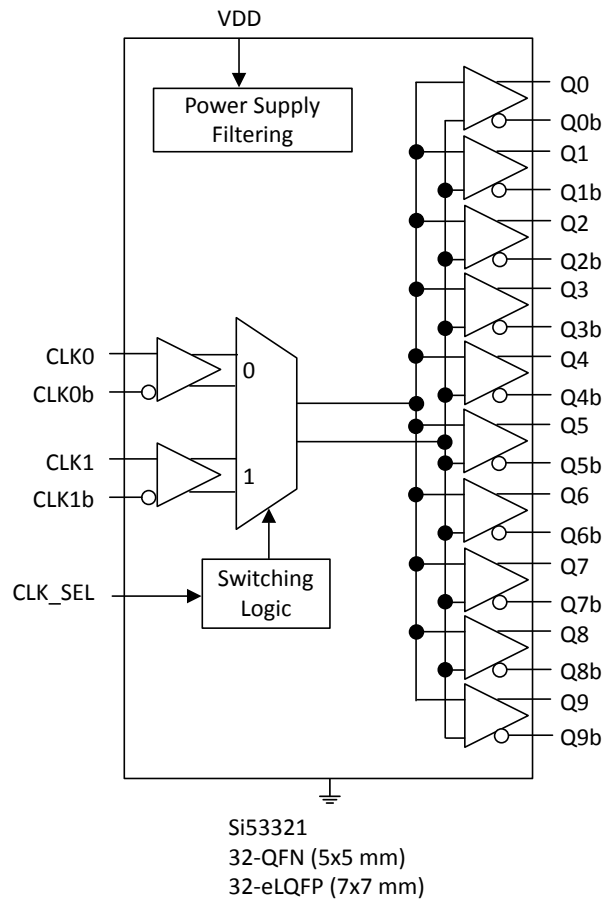 VDD
Power Supply
Filtering
Q0
Q0b
Q1
Q1b
Q2
Q2b
Q3
Q3b
CLK0
0
Q4
CLK0b
Q4b
Q5
CLK1
1
Q5b
CLK1b
Q6
Q6b
Switching
Logic
CLK_SEL
Q7
Q7b
Q8
Q8b
Q9
Q9b
Si53321
32-QFN (5x5 mm)
32-eLQFP (7x7 mm)